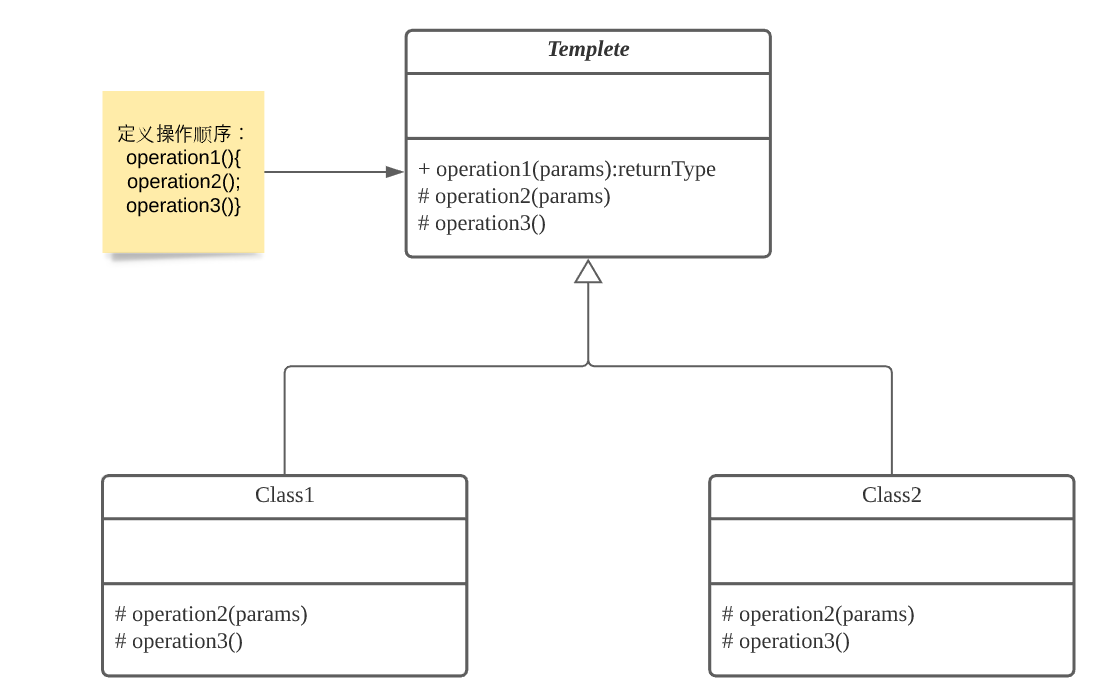 Templete
定义操作顺序：
operation1(){
operation2();
operation3()}
+ operation1(params):returnType
# operation2(params)
# operation3()
Class1
# operation2(params)
# operation3()
Class2
# operation2(params)
# operation3()